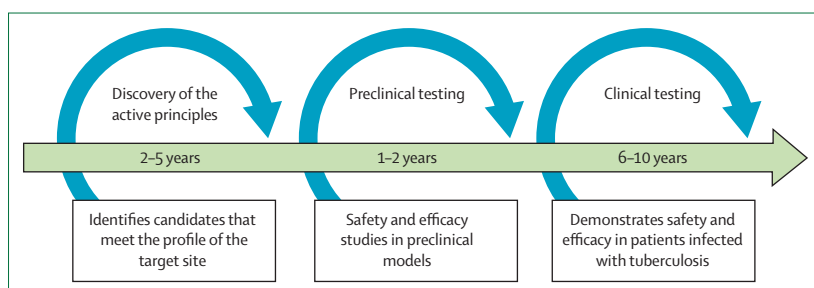 Discovery of the
active principles
Preclinical testing
Clinical testing
2–5 years
1–2 years
6–10 years
Identifies candidates that
meet the profile of the
target site
Safety and efficacy
studies in preclinical
models
Demonstrates safety and
efficacy in patients infected
with tuberculosis